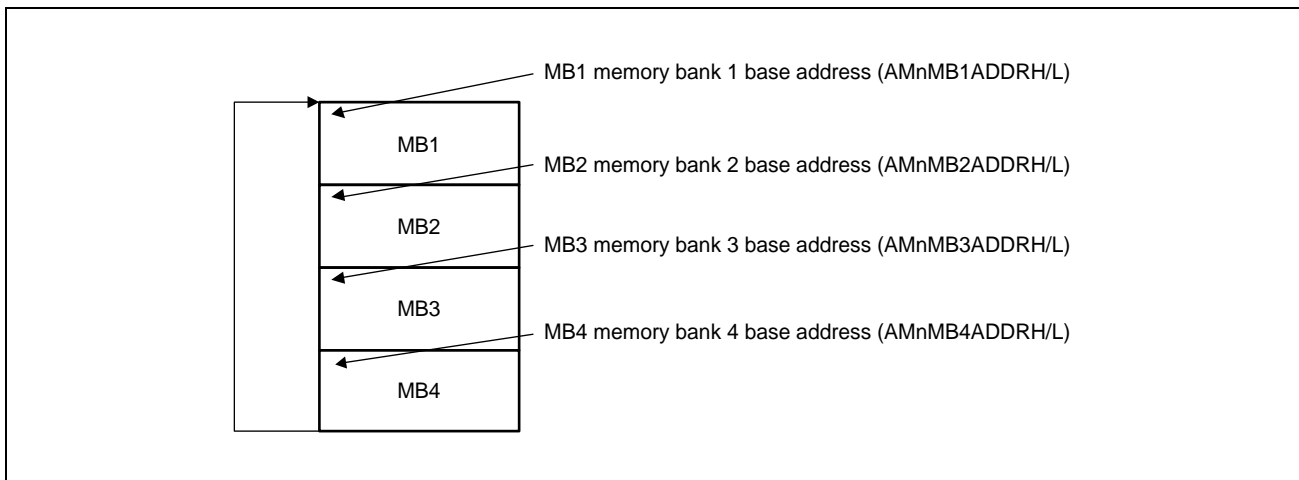 MB1 memory bank 1 base address (AMnMB1ADDRH/L)
MB1
MB2 memory bank 2 base address (AMnMB2ADDRH/L)
MB2
MB3 memory bank 3 base address (AMnMB3ADDRH/L)
MB3
MB4 memory bank 4 base address (AMnMB4ADDRH/L)
MB4